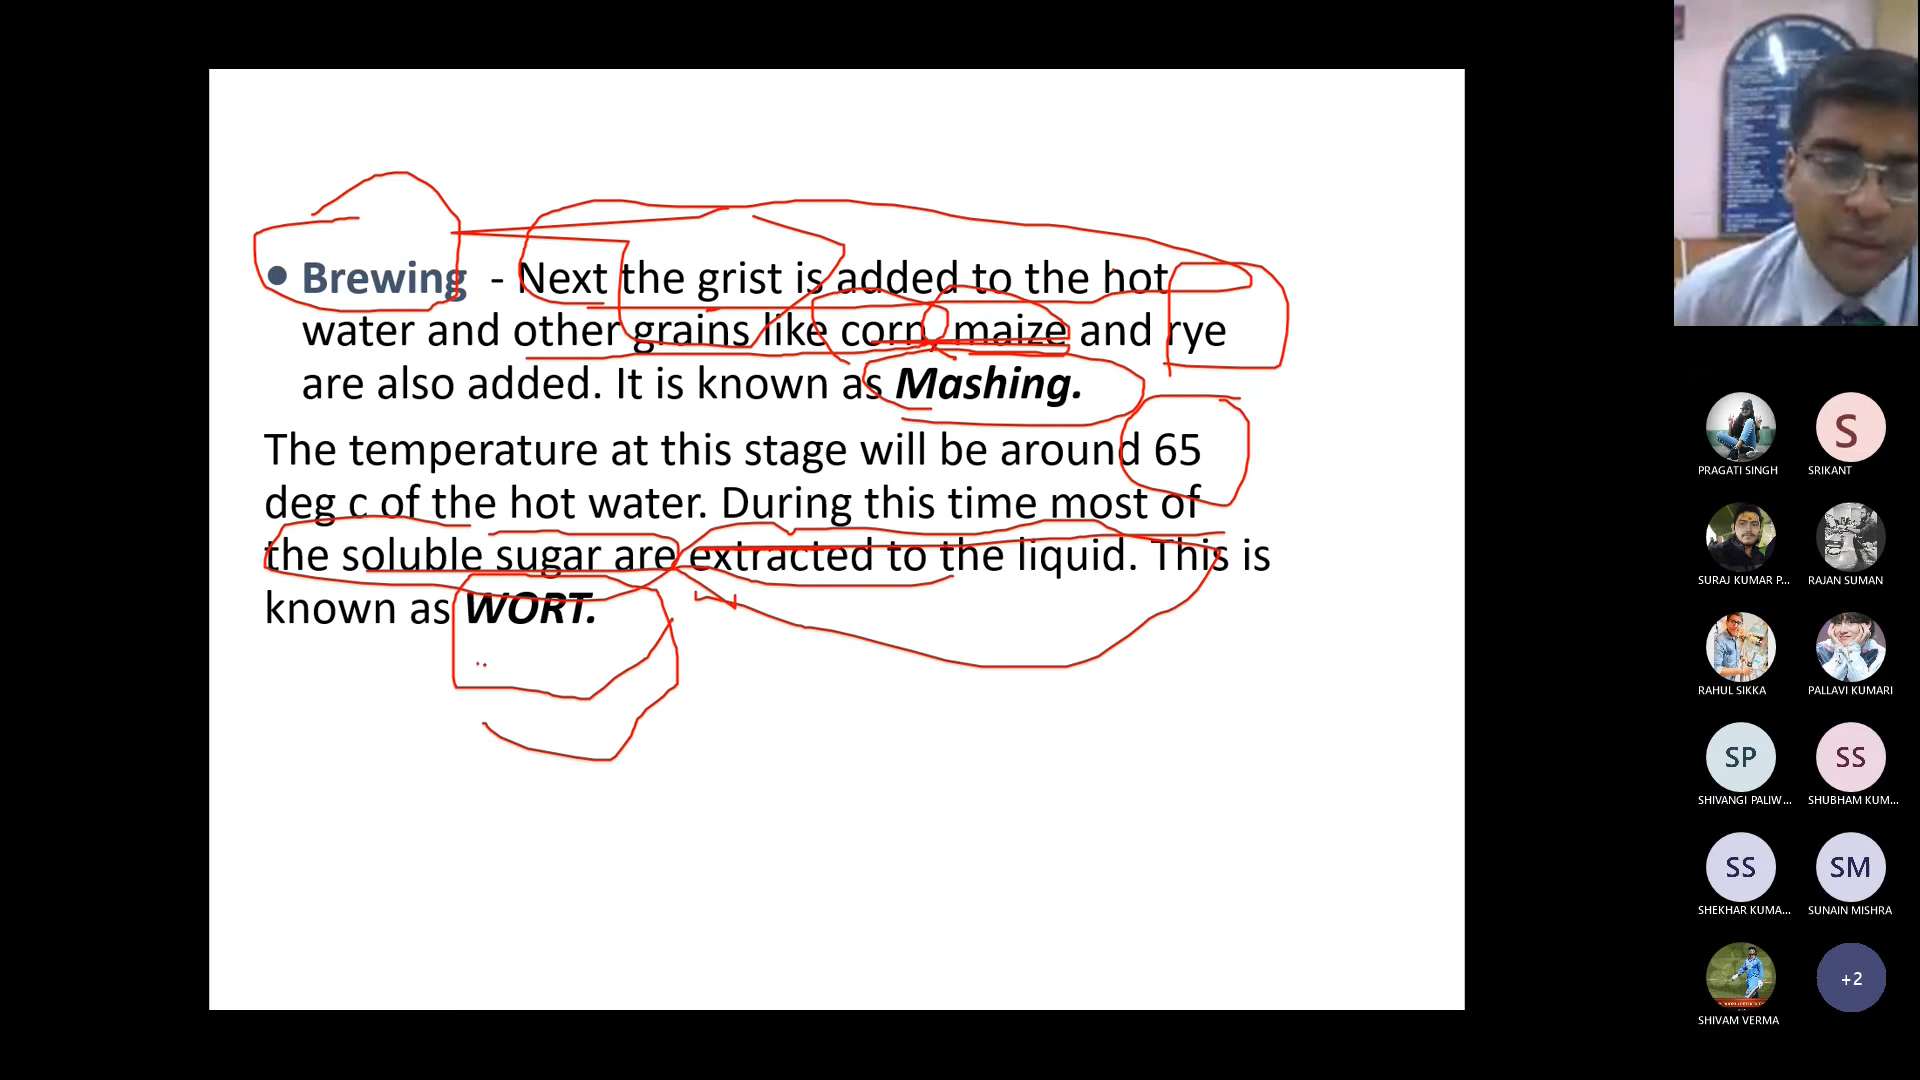 • Brewing - Next the grist is added to the hot
water and other grains like corn, maize and rye
are also added. It is known as Mashing.
The temperature at this stage will be around 65
deg c of the hot water. During this time most of
the soluble sugar are extracted to the liquid. This is
known as WORT.
S
PRAGATI SINGH
SRIKANT
SURAJ KUMAR P...
RAJAN SUMAN
RAHUL SIKKA
PALLAVI KUMARI
SP
SS
SHIVANGI PALIW...
SHUBHAM KUM...
SS
SM
SHEKHAR KUMA...
SUNAIN MISHRA
+2
SHIVAM VERMA